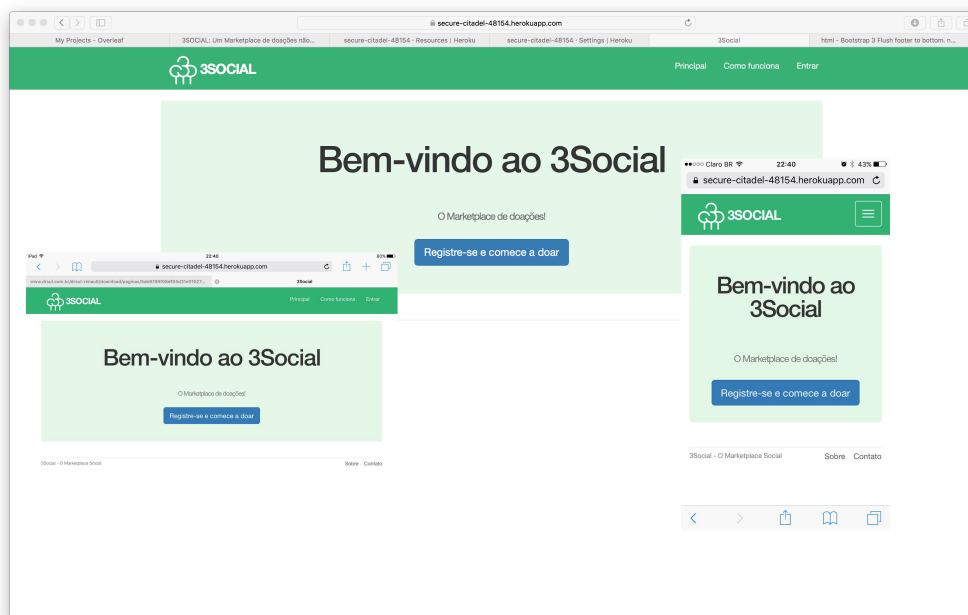 secure-citadel-48154.herokuapp.com
My Projects - Overleaf
3SOCIAL: Um Marketplace de doações não...
secure-citadel-48154 · Resources | Heroku
secure-citadel-48154 · Settings | Heroku
3Social
html - Bootstrap 3 Flush footer to bottom. n...
3SOCIAL
Principal Como funciona Entrar
Bem-vindo ao 3Social
O Marketplace de doações!
Registre-se e comece a doar
iPad 22:40
secure-citadel-48154.herokuapp.com
3Social
3SOCIAL
Principal Como funciona Entrar
Bem-vindo ao 3Social
O Marketplace de doações!
Registre-se e comece a doar
3Social - O Marketplace Social Sobre Contato
Claro BR 22:40 43%
secure-citadel-48154.herokuapp.com
3SOCIAL
Bem-vindo ao
3Social
O Marketplace de doações!
Registre-se e comece a doar
3Social - O Marketplace Social Sobre Contato